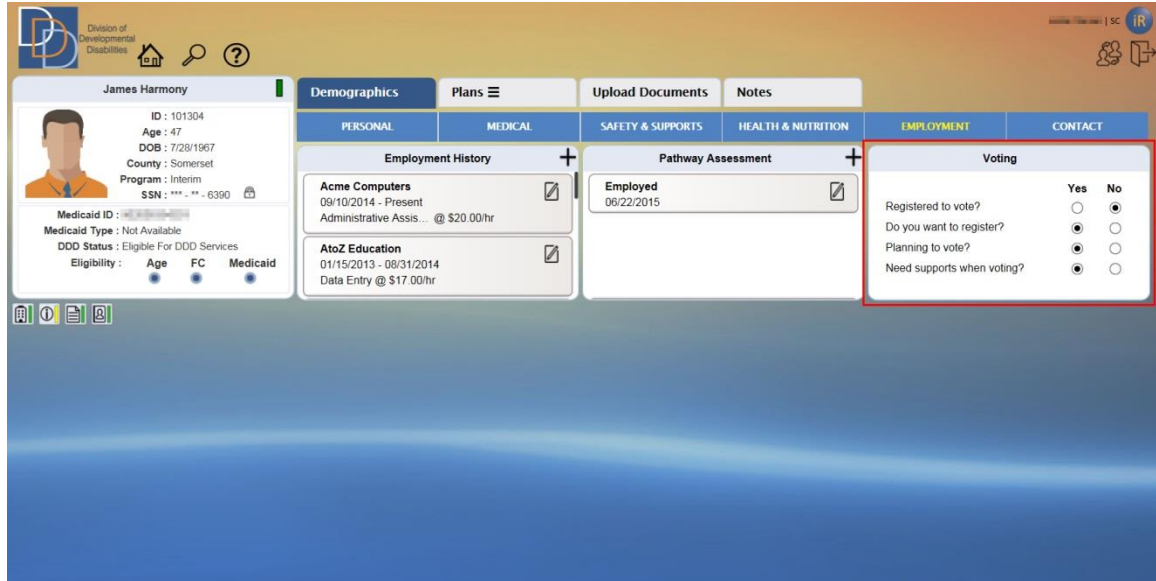 Division of
Developmental
Disabilities
| SC
iR
James Harmony
ID : 101304
Age : 47
DOB : 7/28/1967
County : Somerset
Program : Interim
SSN : *** - ** - 6390
Medicaid ID :
Medicaid Type : Not Available
DDD Status : Eligible For DDD Services
Eligibility : Age FC Medicaid
Demographics Plans Upload Documents Notes
PERSONAL MEDICAL SAFETY & SUPPORTS HEALTH & NUTRITION EMPLOYMENT CONTACT
Employment History
Acme Computers
09/10/2014 - Present
Administrative Assis... @ $20.00/hr
AtoZ Education
01/15/2013 - 08/31/2014
Data Entry @ $17.00/hr
Pathway Assessment
Employed
06/22/2015
Voting
Yes No
Registered to vote?
Do you want to register?
Planning to vote?
Need supports when voting?